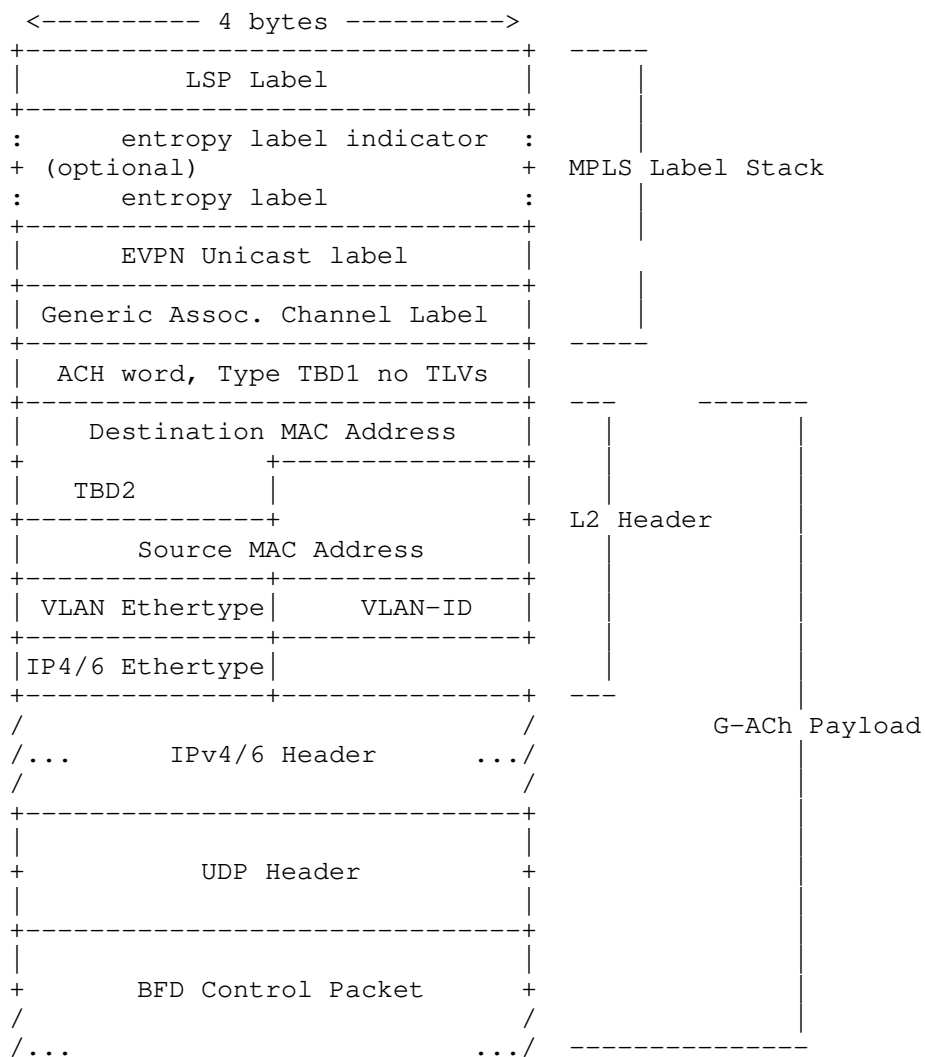 <---------- 4 bytes ---------->
LSP Label
entropy label indicator
(optional) MPLS Label Stack
entropy label
EVPN Unicast label
Generic Assoc. Channel Label
ACH word, Type TBD1 no TLVs
Destination MAC Address
TBD2
L2 Header
Source MAC Address
VLAN Ethertype VLAN-ID
IP4/6 Ethertype
G-ACh Payload
... IPv4/6 Header ...
UDP Header
BFD Control Packet
... ...